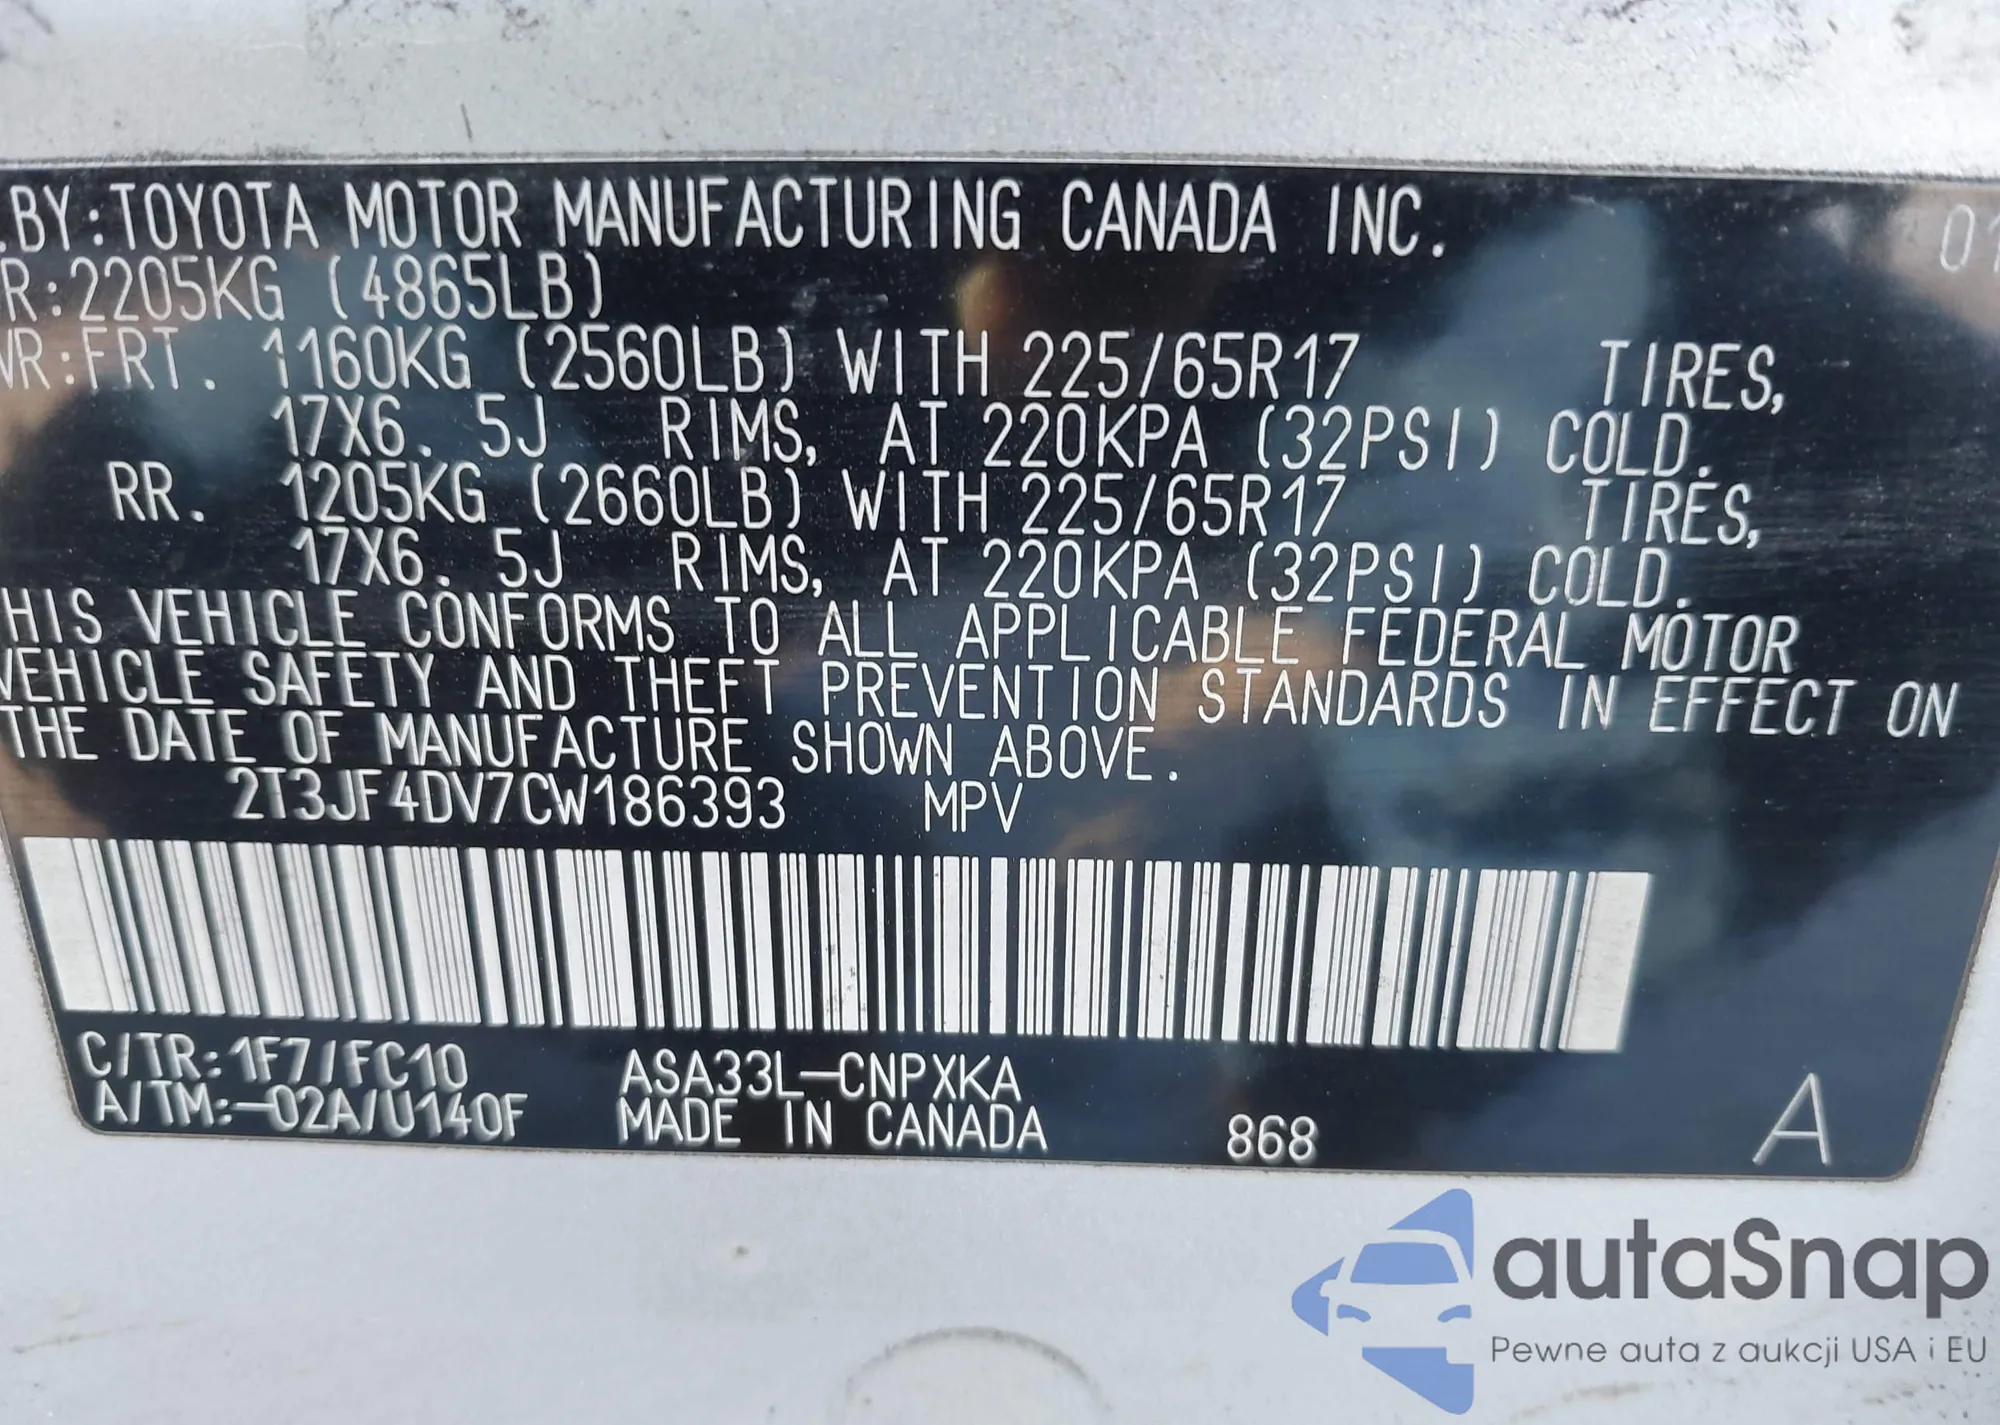 .BY:TOYOTA MOTOR MANUFACTURING CANADA INC. 01
R:2205KG (4865LB)
WR:FRT. 1160KG (2560LB) WITH 225/65R17 TIRES,
17X6.5J RIMS, AT 220KPA (32PSI) COLD.
RR. 1205KG (2660LB) WITH 225/65R17 TIRES,
17X6.5J RIMS, AT 220KPA (32PSI) COLD.
HIS VEHICLE CONFORMS TO ALL APPLICABLE FEDERAL MOTOR
VEHICLE SAFETY AND THEFT PREVENTION STANDARDS IN EFFECT ON
THE DATE OF MANUFACTURE SHOWN ABOVE.
2T3JF4DV7CW186393 MPV
C/TR:1F7/FC10 ASA33L-CNPXKA
A/TM:-02A/U140F MADE IN CANADA 868 A
autaSnap
Pewne auta z aukcji USA i EU